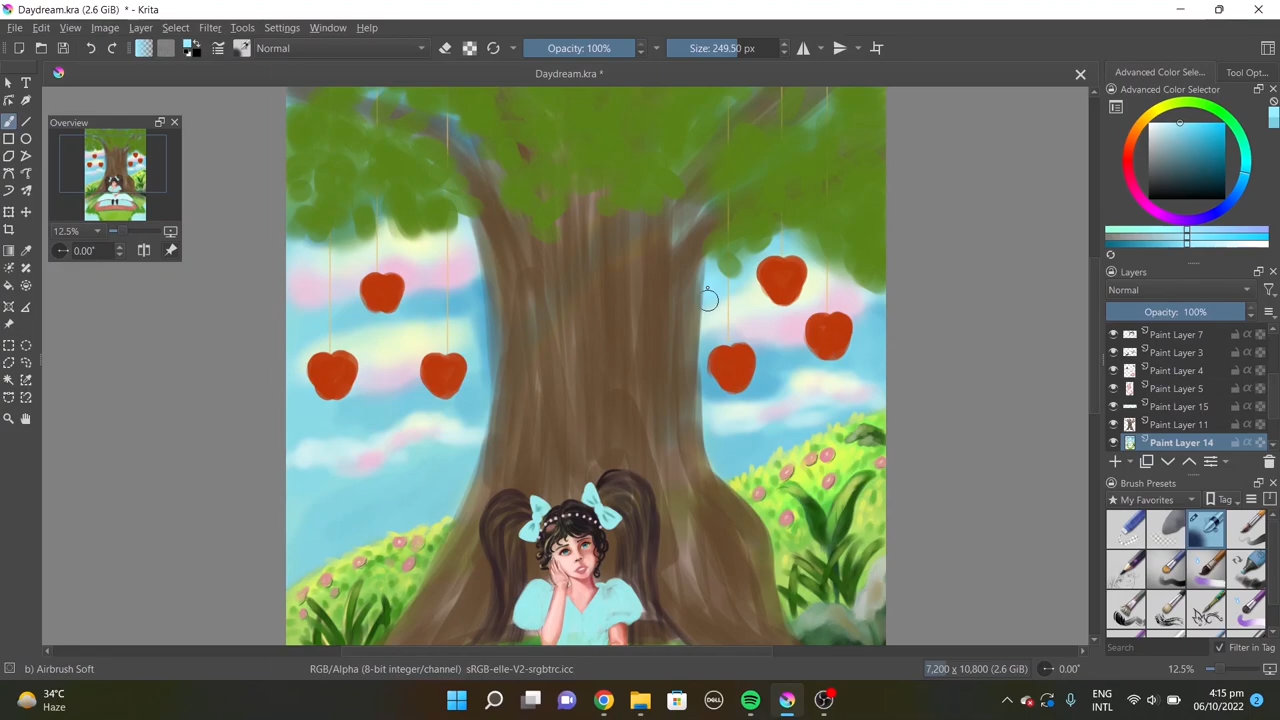 Daydream.kra (2.6 GiB) * - Krita
File Edit View Image Layer Select Filter Tools Settings Window Help
Normal Opacity: 100% Size: 249.50 px
Daydream.kra *
Advanced Color Sele... Tool Opt...
Advanced Color Selector
Overview
12.5%
0.00°
Layers
Normal
Opacity: 100%
Paint Layer 7
Paint Layer 3
Paint Layer 4
Paint Layer 5
Paint Layer 15
Paint Layer 11
Paint Layer 14
Brush Presets
My Favorites Tag
Search Filter in Tag
b) Airbrush Soft RGB/Alpha (8-bit integer/channel) sRGB-elle-V2-srgbtrc.icc 7,200 x 10,800 (2.6 GiB) 0.00° 12.5%
34°C
Haze
DELL
ENG
INTL
4:15 pm
06/10/2022
2